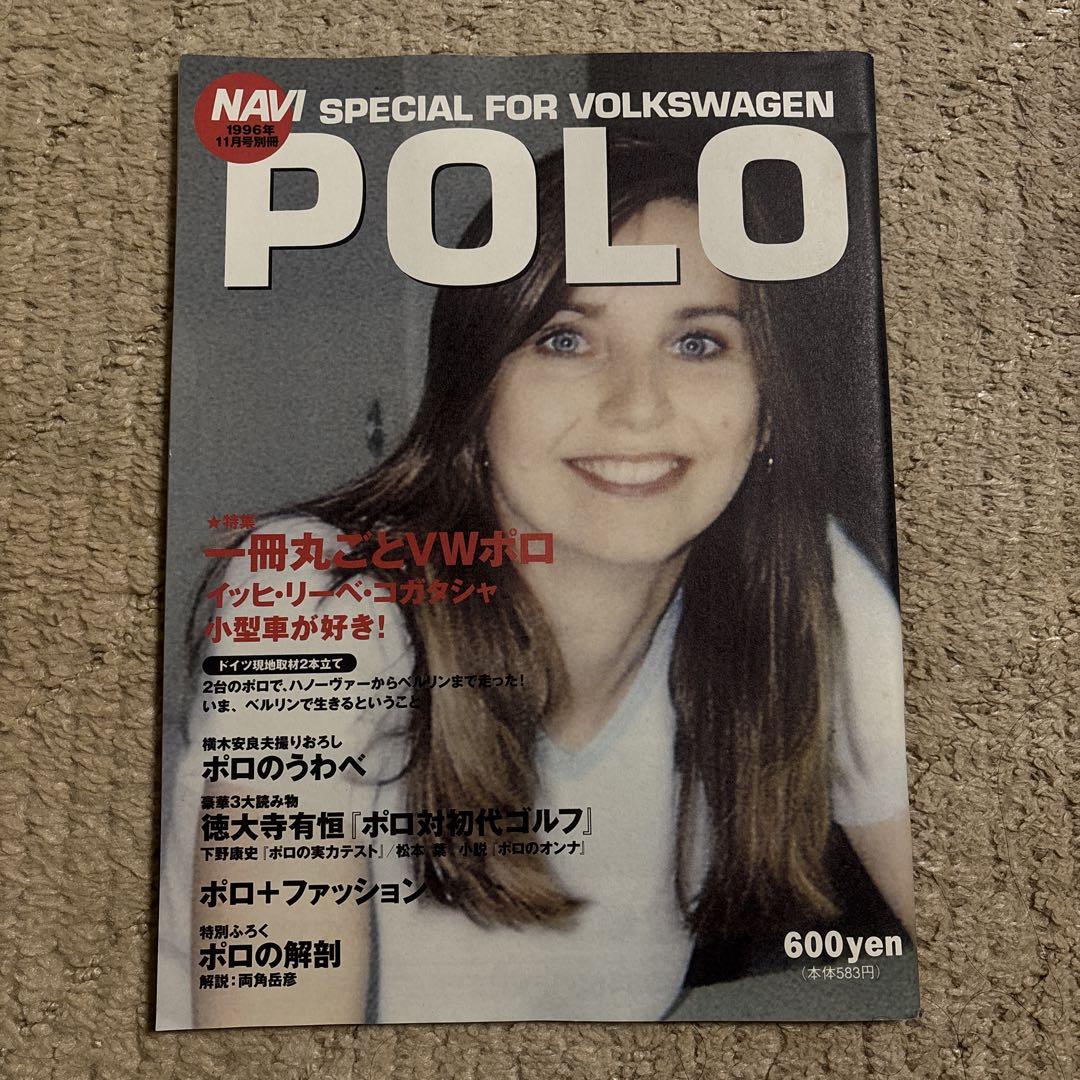 NAVI
1996年
11月号別冊
SPECIAL FOR VOLKSWAGEN
POLO
★特集
一冊丸ごとVWポロ
イッヒ・リーベ・コガタシャ
小型車が好き!
ドイツ現地取材2本立て
2台のポロで、ハノーヴァーからベルリンまで走った!
いま、ベルリンで生きるということ
横木安良夫撮りおろし
ポロのうわべ
豪華3大読み物
徳大寺有恒『ポロ対初代ゴルフ』
下野康史『ポロの実力テスト』/松本 葉 小説『ポロのオンナ』
ポロ+ファッション
特別ふろく
ポロの解剖
解説:両角岳彦
600yen
(本体583円)